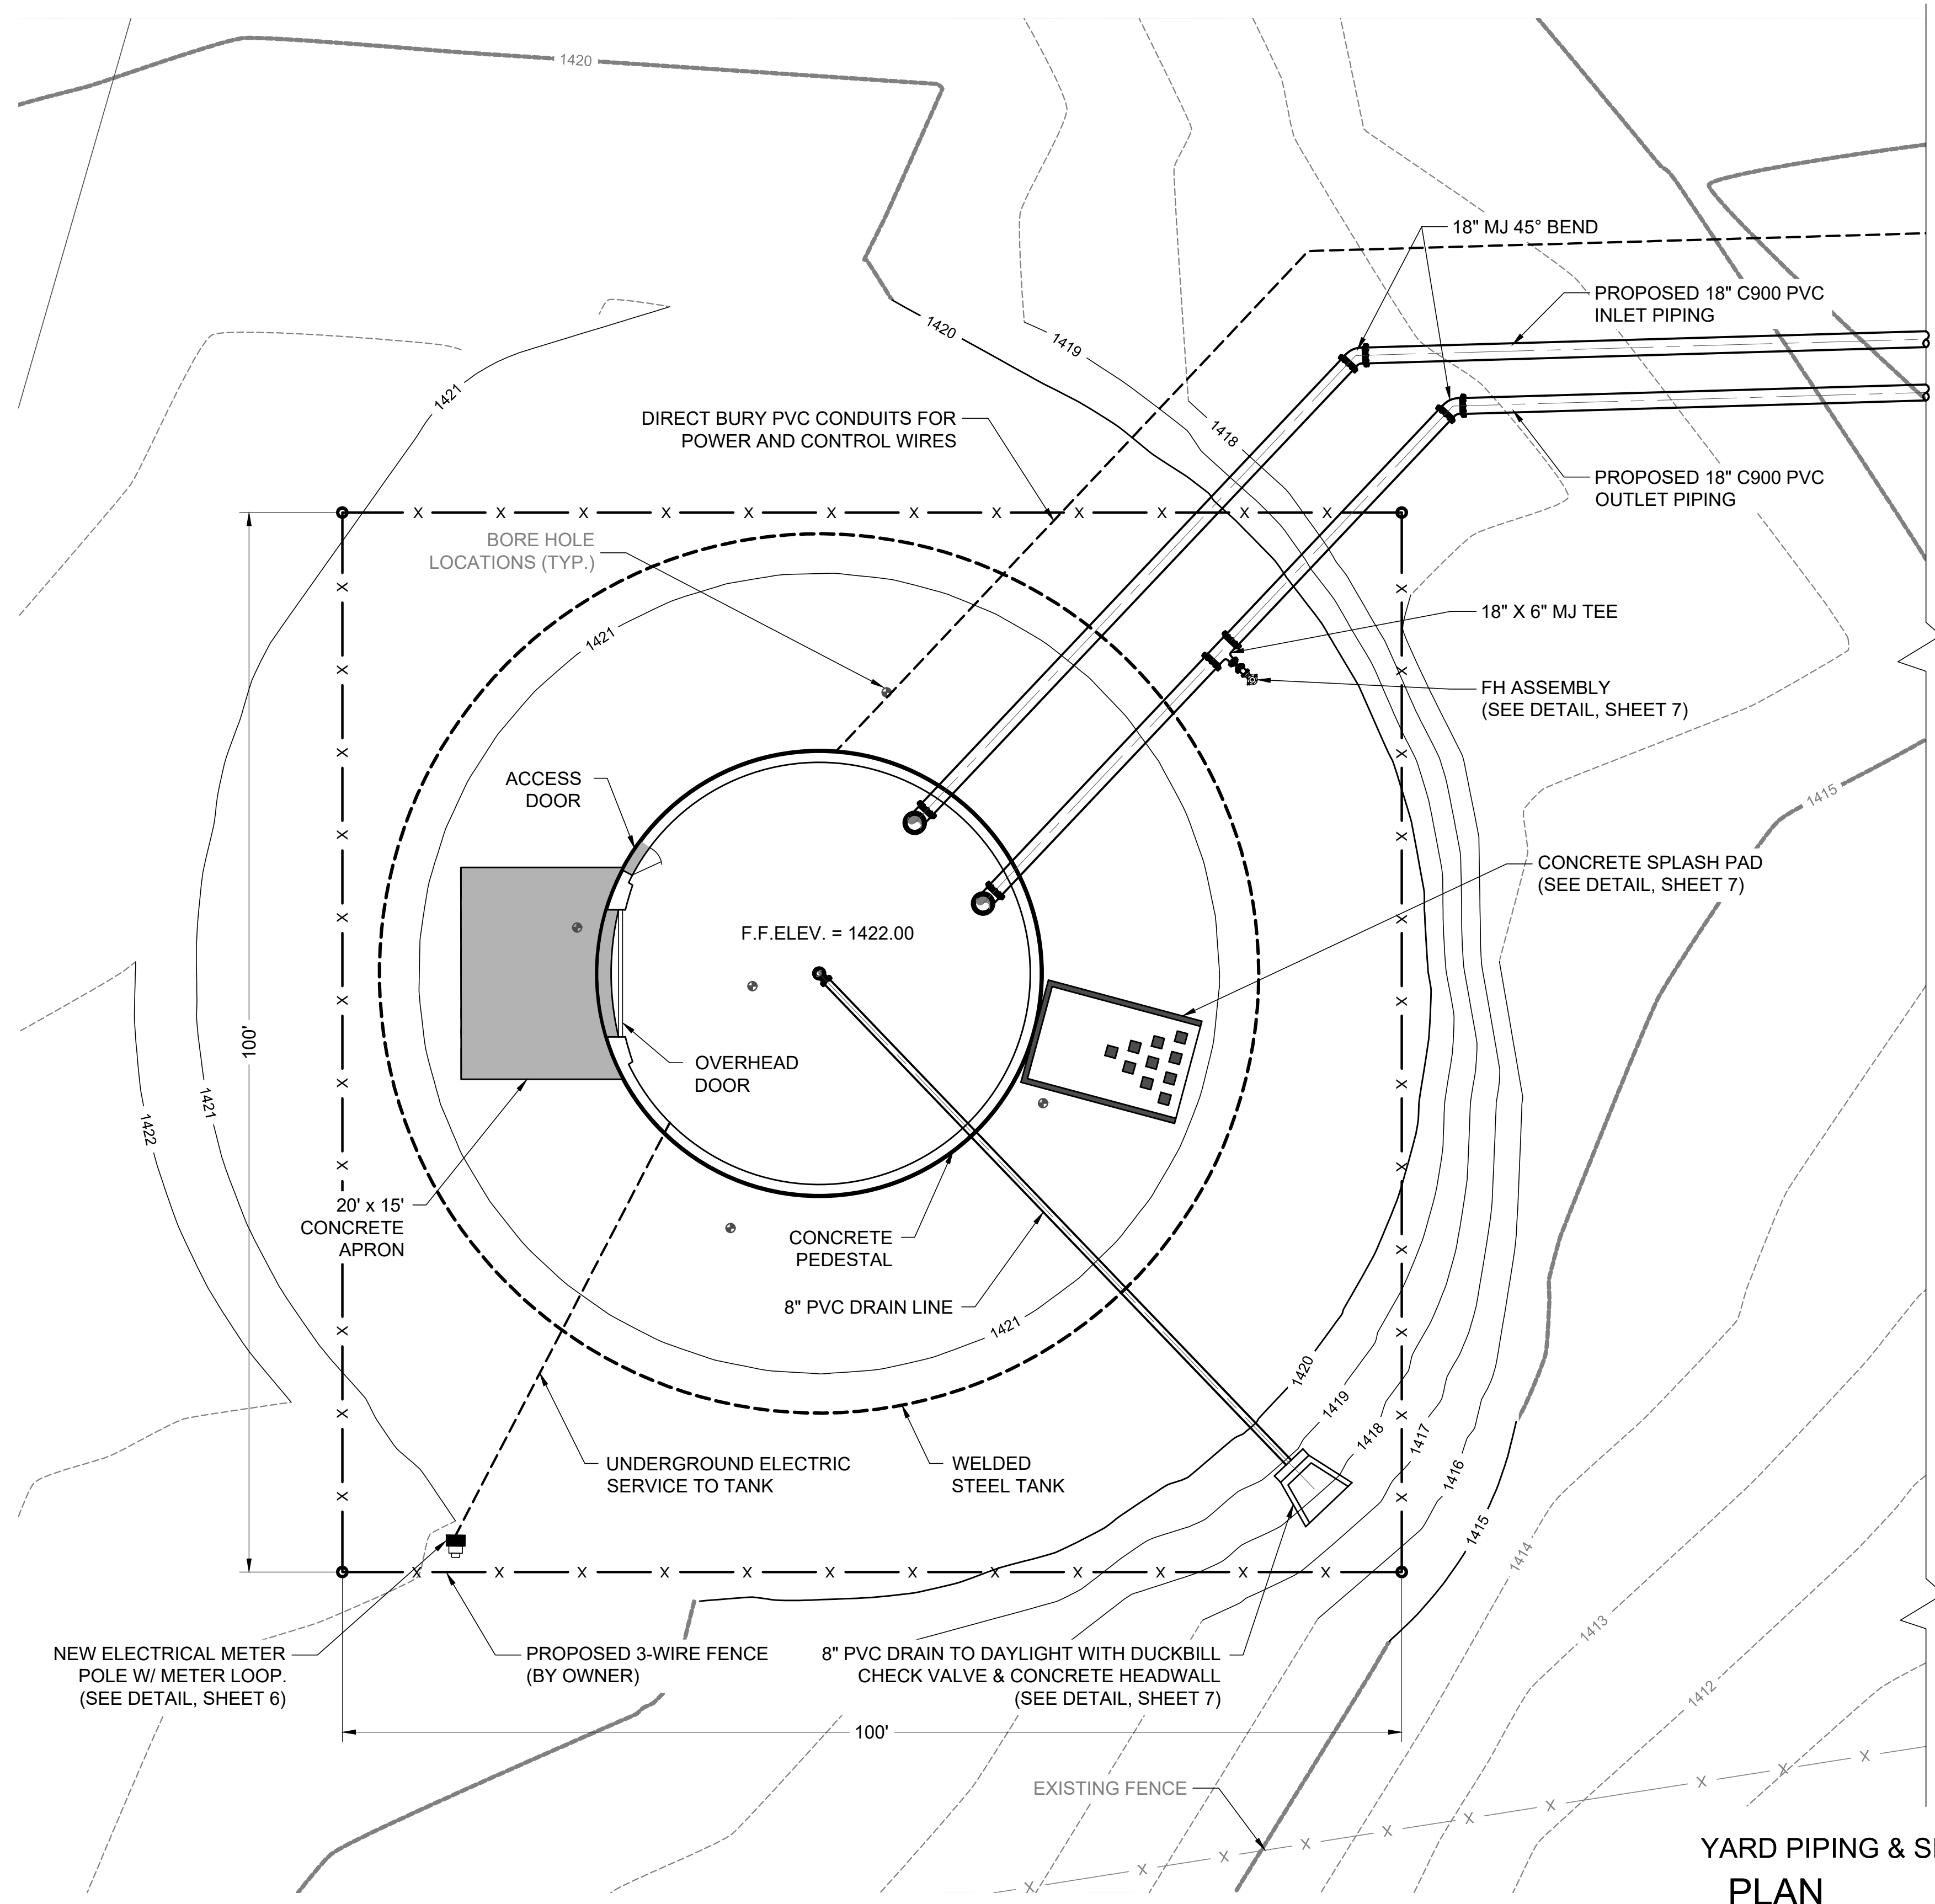 1420
18" MJ 45° BEND
PROPOSED 18" C900 PVC
INLET PIPING
1420
1419
1421
DIRECT BURY PVC CONDUITS FOR
POWER AND CONTROL WIRES
1418
PROPOSED 18" C900 PVC
OUTLET PIPING
X X X X X X X X X X X X
BORE HOLE
LOCATIONS (TYP.)
1421
18" X 6" MJ TEE
FH ASSEMBLY
(SEE DETAIL, SHEET 7)
ACCESS
DOOR
1415
CONCRETE SPLASH PAD
(SEE DETAIL, SHEET 7)
F.F.ELEV. = 1422.00
100'
OVERHEAD
DOOR
1421
1422
20' x 15'
CONCRETE
APRON
CONCRETE
PEDESTAL
8" PVC DRAIN LINE
1421
1420
1419
1418
1417
1416
1415
1414
1413
1412
UNDERGROUND ELECTRIC
SERVICE TO TANK
WELDED
STEEL TANK
X X X X X X X X X X X X
NEW ELECTRICAL METER
POLE W/ METER LOOP.
(SEE DETAIL, SHEET 6)
PROPOSED 3-WIRE FENCE
(BY OWNER)
8" PVC DRAIN TO DAYLIGHT WITH DUCKBILL
CHECK VALVE & CONCRETE HEADWALL
(SEE DETAIL, SHEET 7)
100'
EXISTING FENCE
X X X X X X X X X X X
YARD PIPING &
PLAN